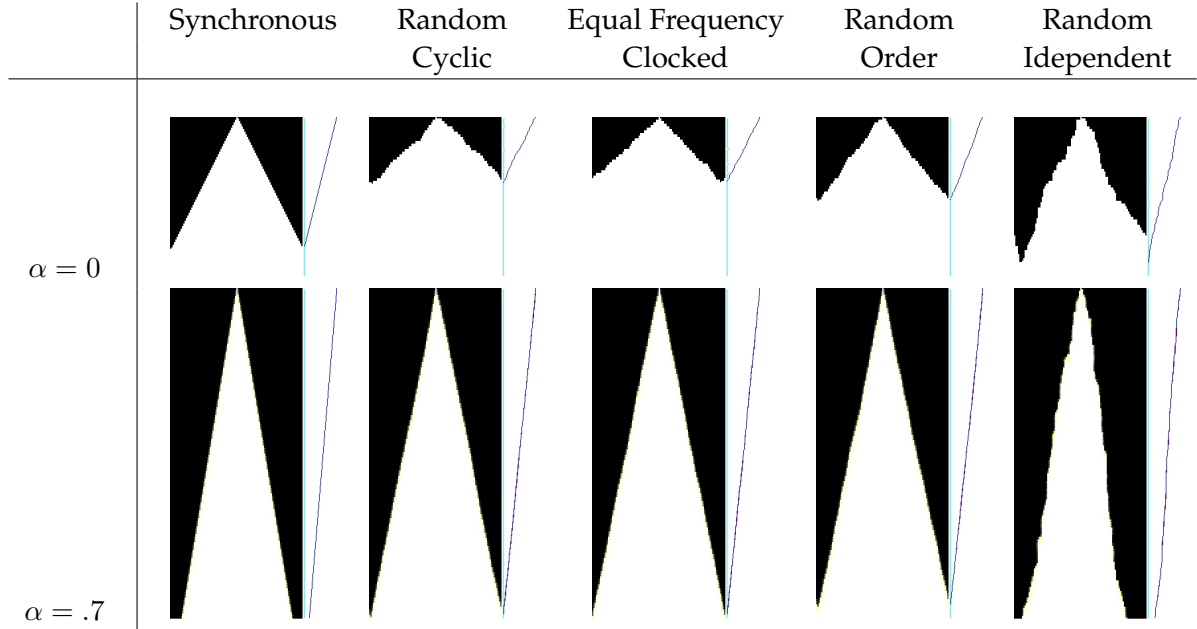 Synchronous Random Equal Frequency Random Random
Cyclic Clocked Order Idependent
α = 0
α = .7